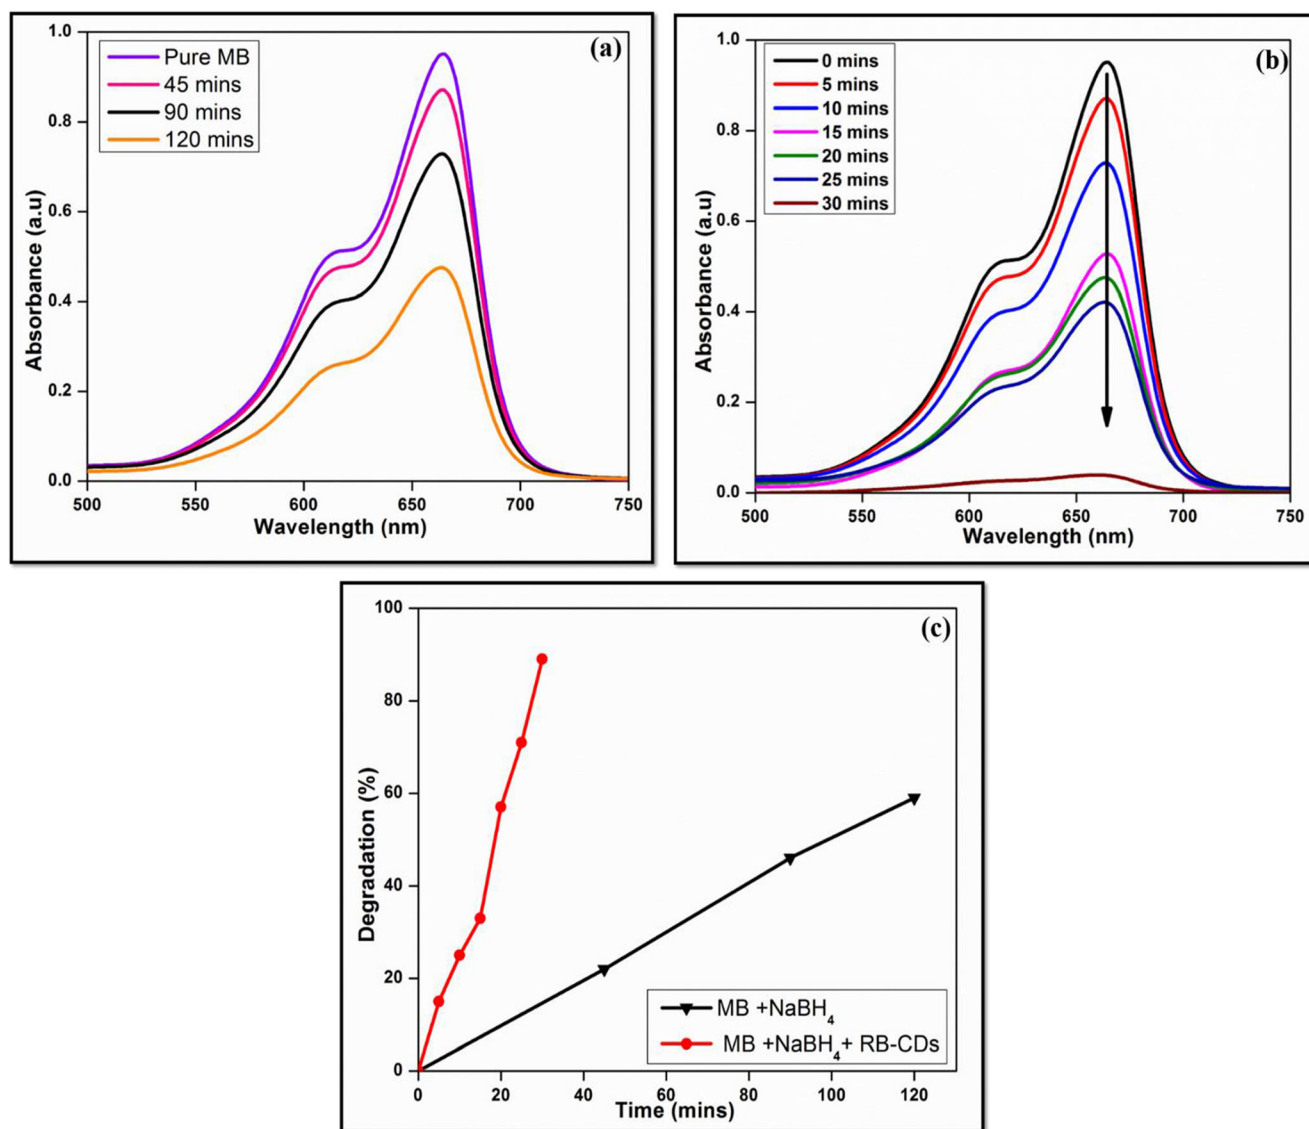 (a)
Pure MB
45 mins
90 mins
120 mins
1.0
0.8
0.6
0.4
0.2
0.0
Absorbance (a.u)
500 550 600 650 700 750
Wavelength (nm)
(b)
0 mins
5 mins
10 mins
15 mins
20 mins
25 mins
30 mins
1.0
0.8
0.6
0.4
0.2
0.0
Absorbance (a.u)
500 550 600 650 700 750
Wavelength (nm)
(c)
100
80
60
40
20
0
Degradation (%)
MB +NaBH₄
MB +NaBH₄+ RB-CDs
0 20 40 60 80 100 120
Time (mins)